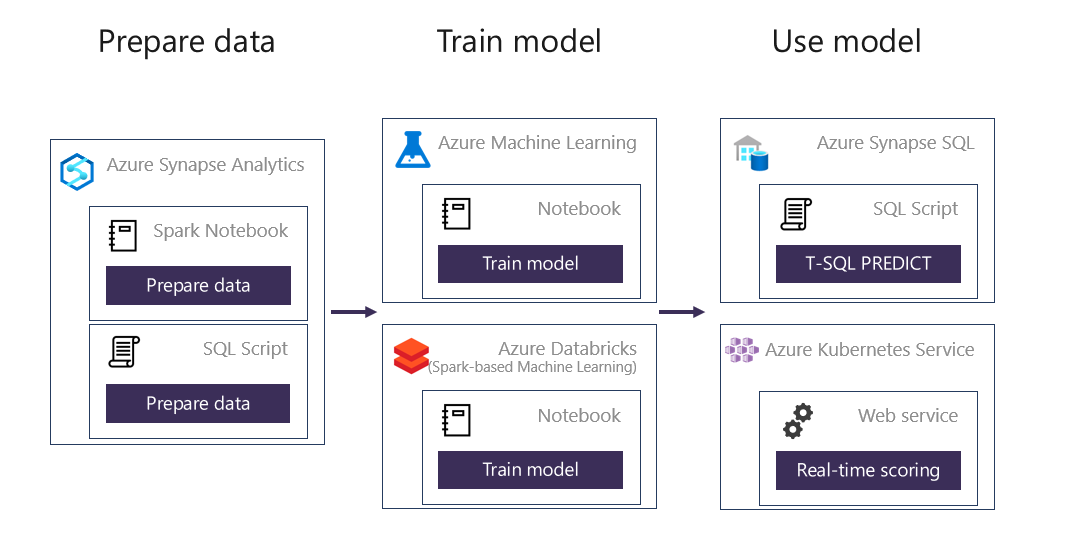 Prepare data
Train model
Use model
Azure Synapse Analytics
Spark Notebook
Prepare data
SQL Script
Prepare data
Azure Machine Learning
Notebook
Train model
Azure Databricks
(Spark-based Machine Learning)
Notebook
Train model
Azure Synapse SQL
SQL Script
T-SQL PREDICT
Azure Kubernetes Service
Web service
Real-time scoring